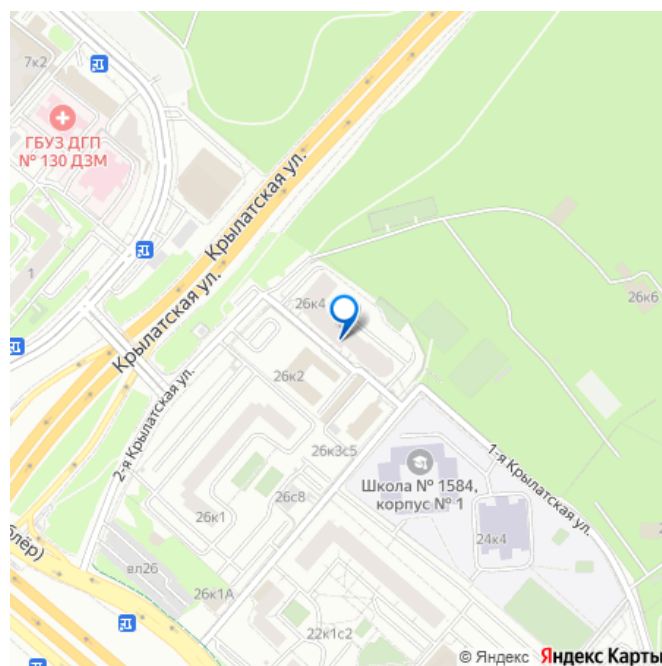 7к2
ГБУЗ ДГП
№ 130 ДЗМ
Крылатская ул.
1
26к4
26к6
Крылатская ул.
26к2
2-я Крылатская ул.
26к3с5
1-я Крылатская ул.
Школа № 1584,
корпус № 1
26с8
26к1
24к4
блёр)
вл26
26к1А
22к1с2
© Яндекс Яндекс Карты